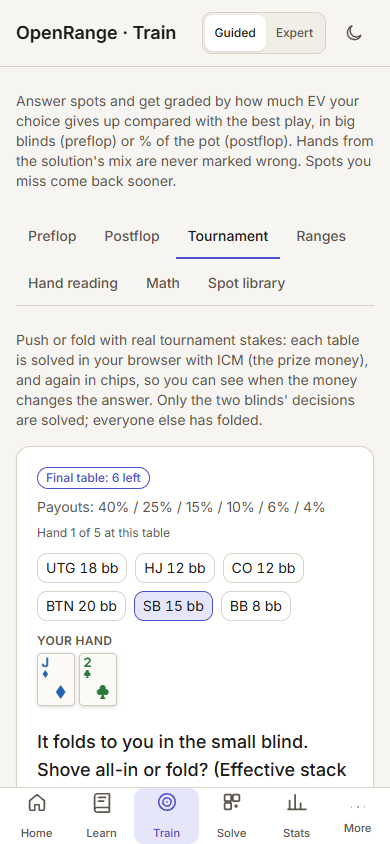 OpenRange · Train
Guided
Expert
Answer spots and get graded by how much EV your
choice gives up compared with the best play, in big
blinds (preflop) or % of the pot (postflop). Hands from
the solution's mix are never marked wrong. Spots you
miss come back sooner.
Preflop
Postflop
Tournament
Ranges
Hand reading
Math
Spot library
Push or fold with real tournament stakes: each table
is solved in your browser with ICM (the prize money),
and again in chips, so you can see when the money
changes the answer. Only the two blinds' decisions
are solved; everyone else has folded.
Final table: 6 left
Payouts: 40% / 25% / 15% / 10% / 6% / 4%
Hand 1 of 5 at this table
UTG 18 bb
HJ 12 bb
CO 12 bb
BTN 20 bb
SB 15 bb
BB 8 bb
YOUR HAND
J♦
2♣
It folds to you in the small blind.
Shove all-in or fold? (Effective stack
Home
Learn
Train
Solve
Stats
More